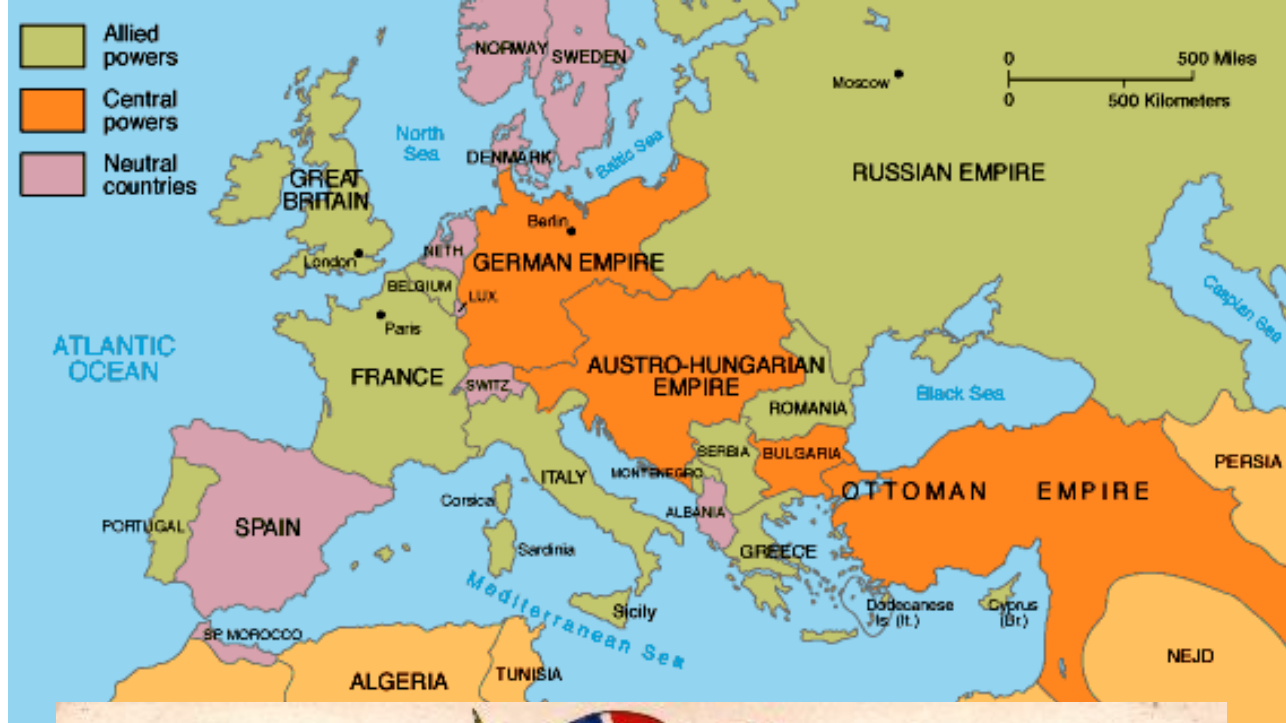 Allied
powers
Central
powers
Neutral
countries
NORWAY
SWEDEN
0 500 Miles
0 500 Kilometers
Moscow
North
Sea
DENMARK
Baltic Sea
RUSSIAN EMPIRE
GREAT
BRITAIN
Berlin
London
NETH
GERMAN EMPIRE
BELGIUM
LUX
Paris
Caspian Sea
ATLANTIC
OCEAN
FRANCE
SWITZ
AUSTRO-HUNGARIAN
EMPIRE
Black Sea
ROMANIA
SERBIA
BULGARIA
PERSIA
MONTENEGRO
ITALY
OTTOMAN EMPIRE
Corsica
ALBANIA
PORTUGAL
SPAIN
Sardinia
GREECE
Mediterranean Sea
Sicily
Dodecanese
Is. (It.)
Cyprus
(Br.)
SP MOROCCO
NEJD
ALGERIA
TUNISIA